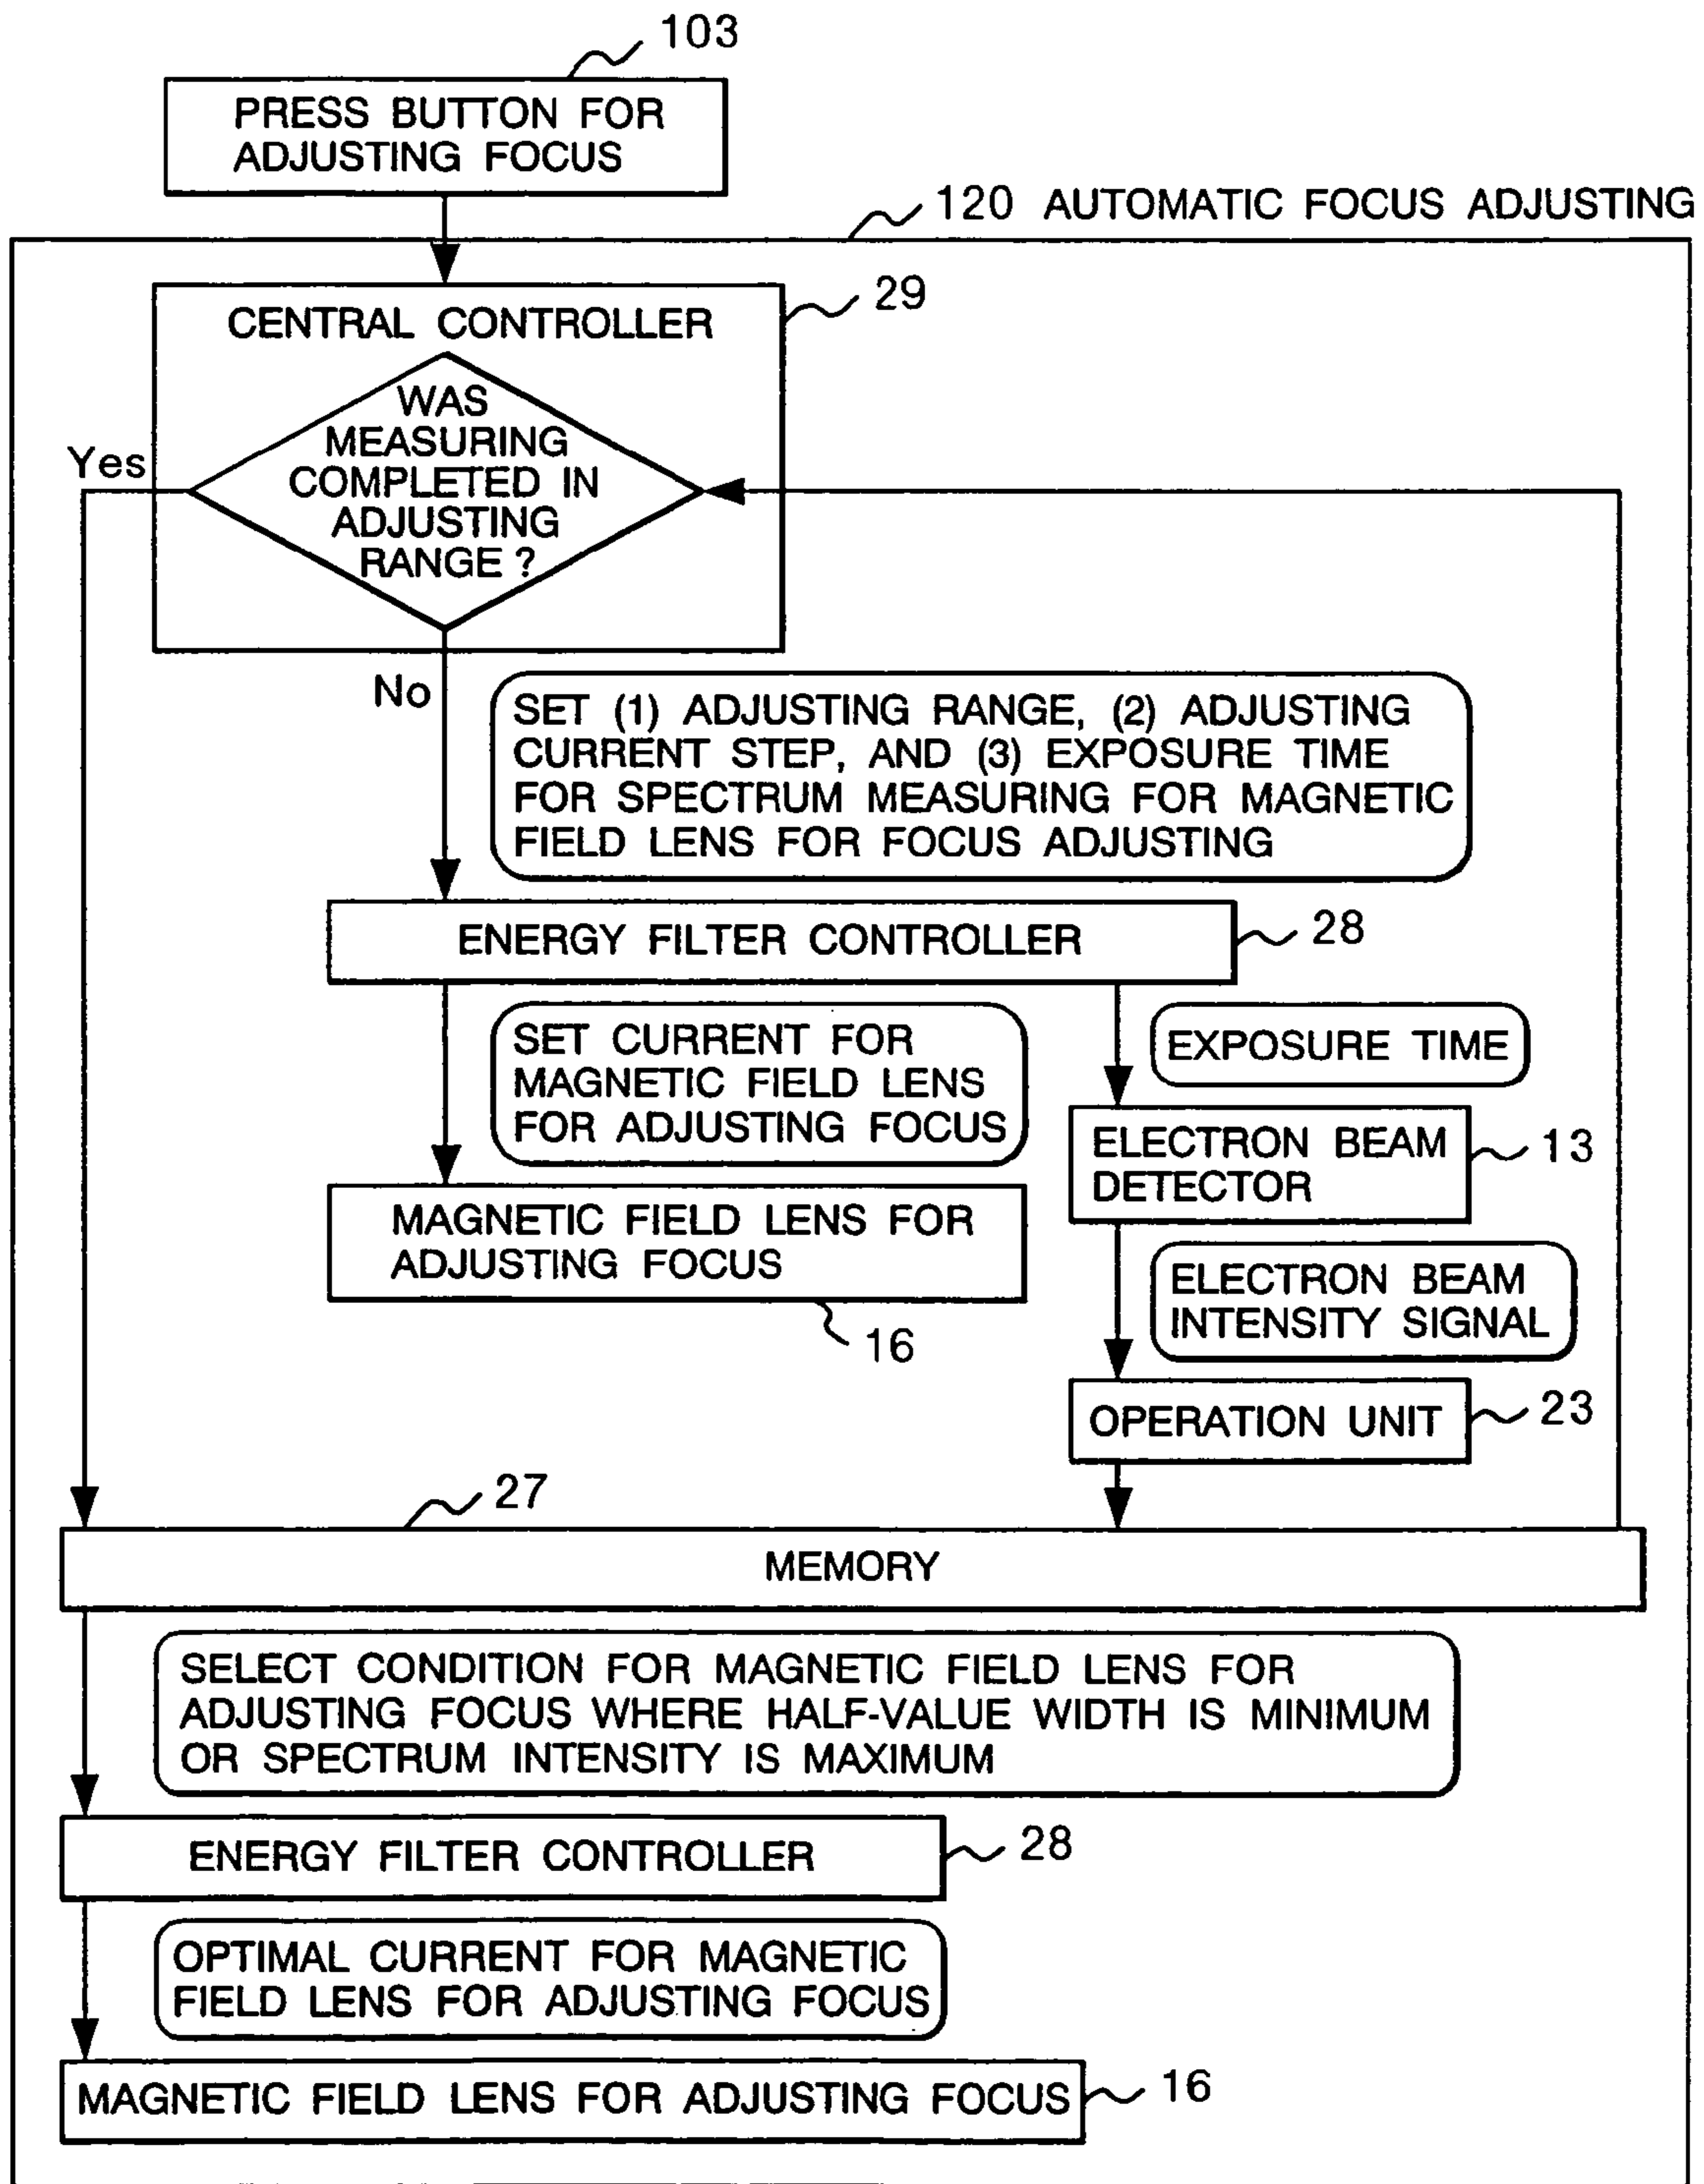 103
PRESS BUTTON FOR
ADJUSTING FOCUS
120 AUTOMATIC FOCUS ADJUSTING
29
CENTRAL CONTROLLER
WAS
MEASURING
COMPLETED IN
ADJUSTING
RANGE ?
Yes
No
SET (1) ADJUSTING RANGE, (2) ADJUSTING
CURRENT STEP, AND (3) EXPOSURE TIME
FOR SPECTRUM MEASURING FOR MAGNETIC
FIELD LENS FOR FOCUS ADJUSTING
ENERGY FILTER CONTROLLER
28
SET CURRENT FOR
MAGNETIC FIELD LENS
FOR ADJUSTING FOCUS
EXPOSURE TIME
ELECTRON BEAM
DETECTOR
13
MAGNETIC FIELD LENS FOR
ADJUSTING FOCUS
16
ELECTRON BEAM
INTENSITY SIGNAL
OPERATION UNIT
23
27
MEMORY
SELECT CONDITION FOR MAGNETIC FIELD LENS FOR
ADJUSTING FOCUS WHERE HALF-VALUE WIDTH IS MINIMUM
OR SPECTRUM INTENSITY IS MAXIMUM
ENERGY FILTER CONTROLLER
28
OPTIMAL CURRENT FOR MAGNETIC
FIELD LENS FOR ADJUSTING FOCUS
MAGNETIC FIELD LENS FOR ADJUSTING FOCUS
16